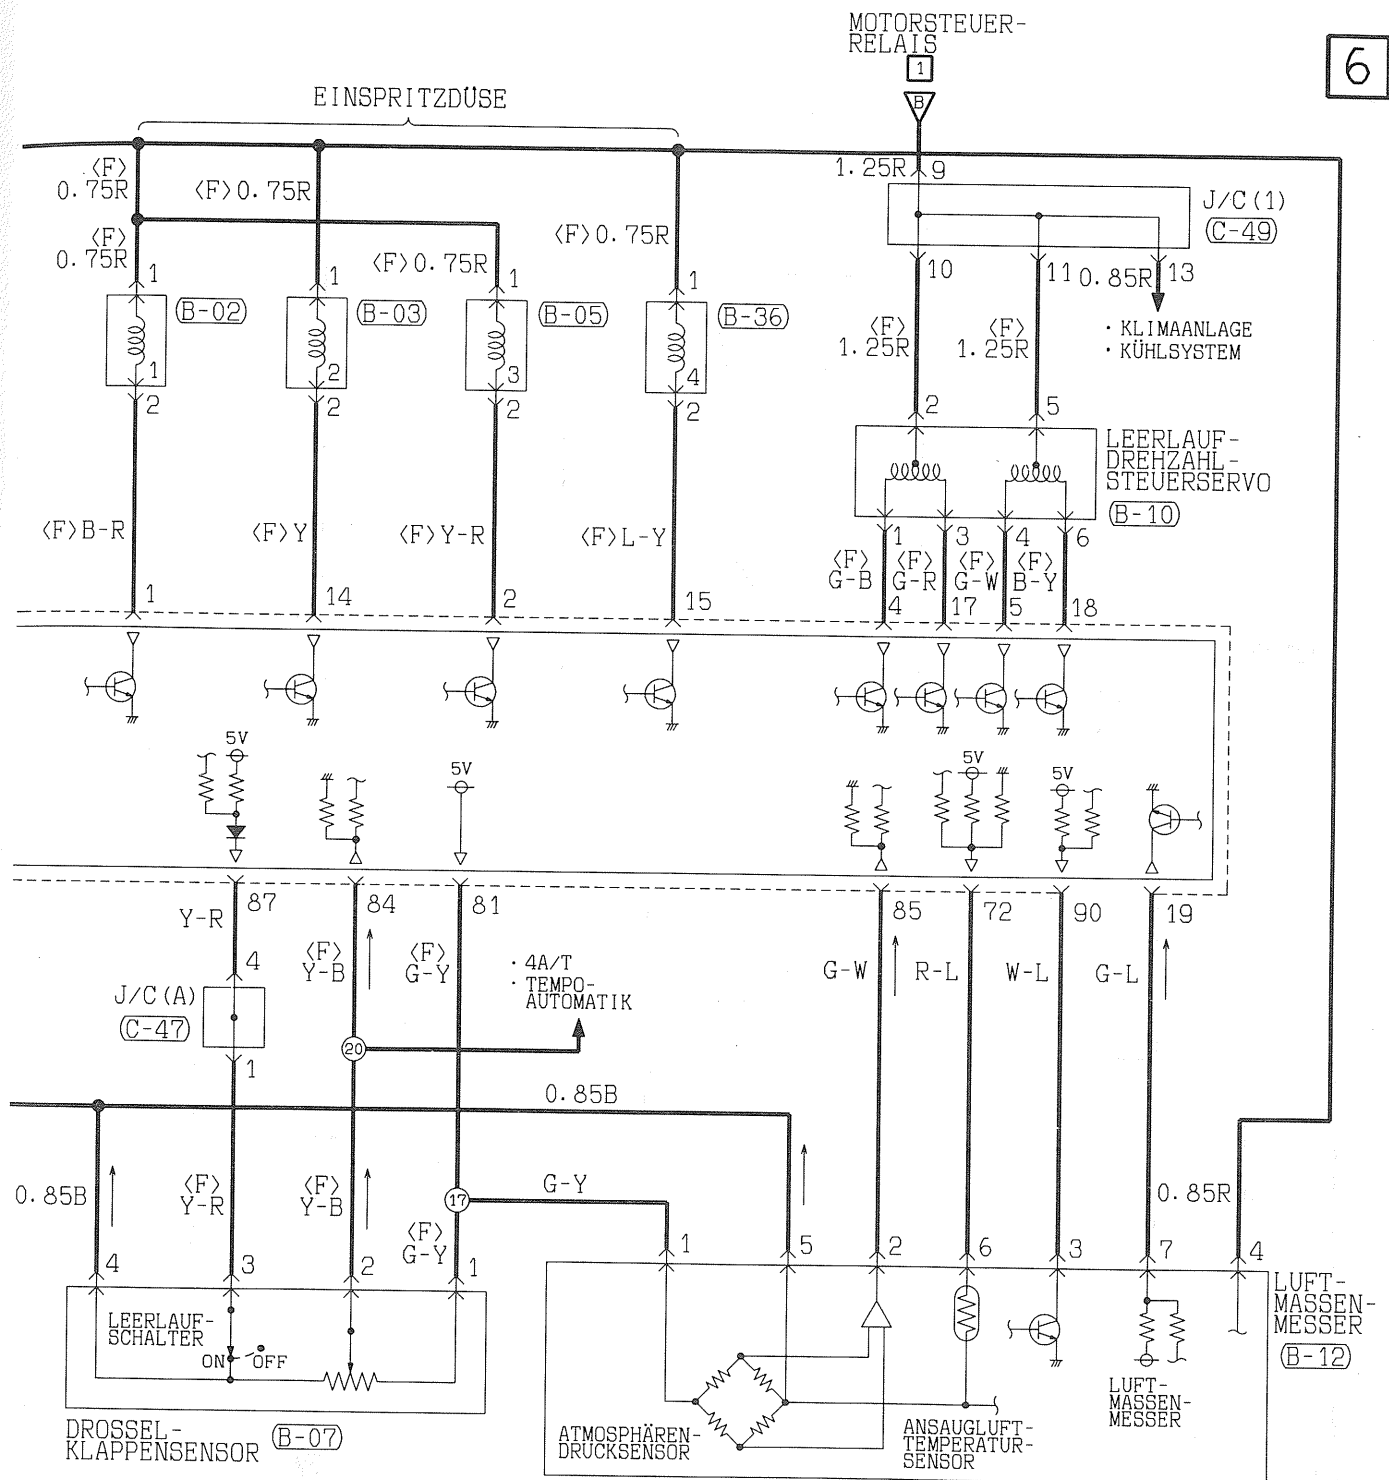 MOTORSTEUER-
RELAIS
1
B
6
EINSPRITZDÜSE
1.25R 9
<F>
0.75R
<F>0.75R
J/C(1)
(C-49)
<F>
0.75R
<F>0.75R
<F>0.75R
10
11
0.85R 13
1
1
1
1
(B-02)
(B-03)
(B-05)
(B-36)
· KLIMAANLAGE
· KÜHLSYSTEM
<F>
1.25R
<F>
1.25R
1
2
3
4
2
2
2
2
2
5
LEERLAUF-
DREHZAHL-
STEUERSERVO
(B-10)
<F>B-R
<F>Y
<F>Y-R
<F>L-Y
1
3
4
6
<F>
G-B
<F>
G-R
<F>
G-W
<F>
B-Y
1
14
2
15
4
17
5
18
5V
5V
5V
5V
87
84
81
85
72
90
19
Y-R
<F>
Y-B
<F>
G-Y
· 4A/T
· TEMPO-
AUTOMATIK
G-W
R-L
W-L
G-L
4
J/C(A)
(C-47)
1
20
0.85B
0.85B
<F>
Y-R
<F>
Y-B
17
G-Y
<F>
G-Y
0.85R
4
3
2
1
1
5
2
6
3
7
4
LEERLAUF-
SCHALTER
ON OFF
DROSSEL-
KLAPPENSENSOR
(B-07)
ATMOSPHÄREN-
DRUCKSENSOR
ANSAUGLUFT-
TEMPERATUR-
SENSOR
LUFT-
MASSEN-
MESSER
LUFT-
MASSEN-
MESSER
(B-12)